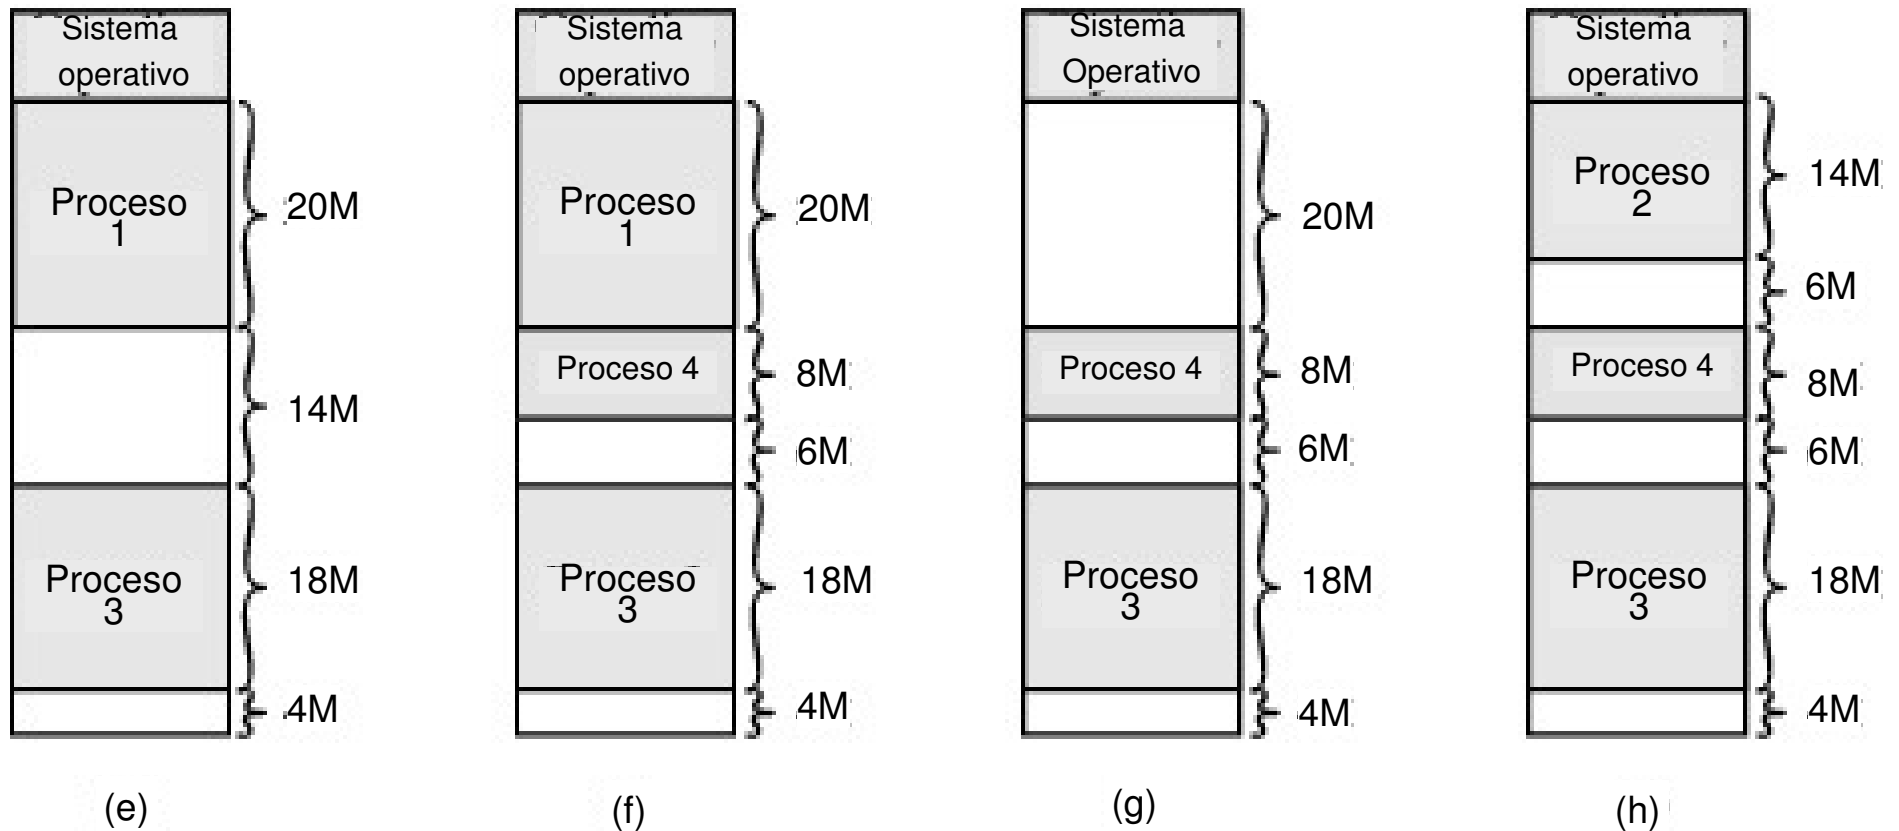 Sistema
operativo
Proceso
1
20M
14M
Proceso
3
18M
4M
(e)
Sistema
operativo
Proceso
1
20M
Proceso 4
8M
6M
Proceso
3
18M
4M
(f)
Sistema
Operativo
20M
Proceso 4
8M
6M
Proceso
3
18M
4M
(g)
Sistema
operativo
Proceso
2
14M
6M
Proceso 4
8M
6M
Proceso
3
18M
4M
(h)